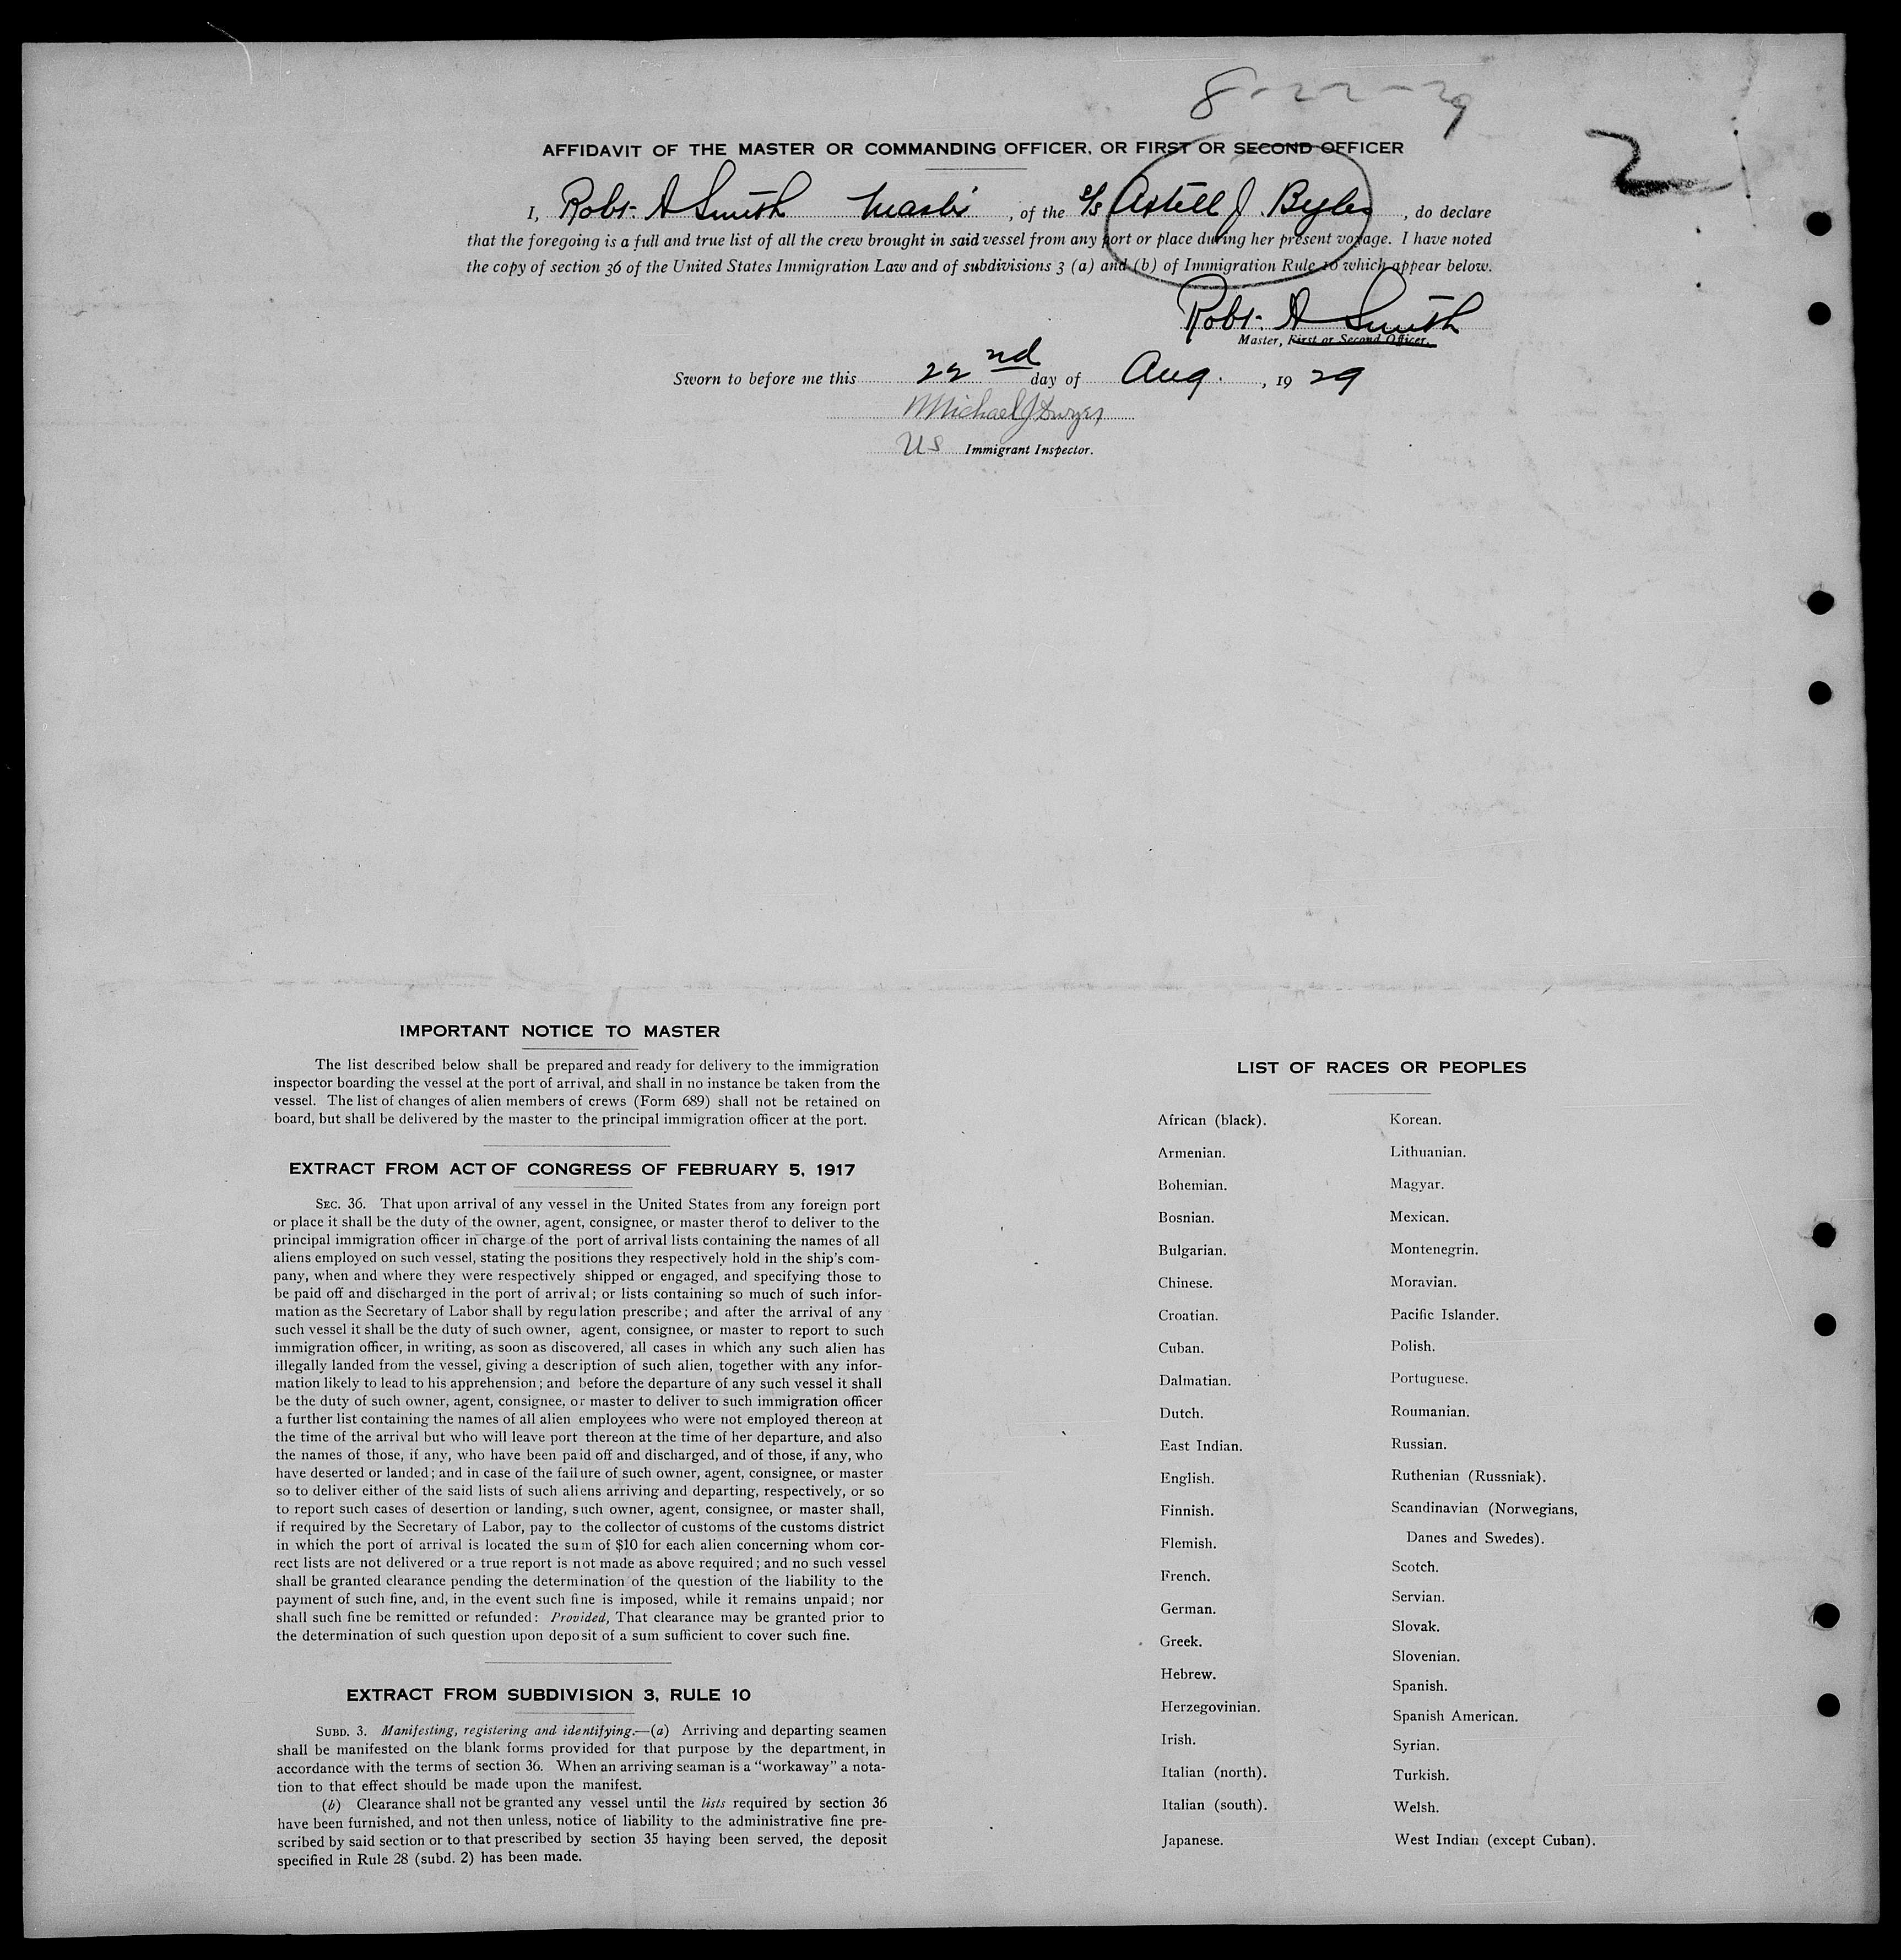 8-22-29
2
AFFIDAVIT OF THE MASTER OR COMMANDING OFFICER, OR FIRST OR SECOND OFFICER
I, Robt. A Smith Master, of the s/s Axtell J. Byles, do declare
that the foregoing is a full and true list of all the crew brought in said vessel from any port or place during her present voyage. I have noted
the copy of section 36 of the United States Immigration Law and of subdivisions 3 (a) and (b) of Immigration Rule 10 which appear below.
Robt. A Smith
Master, First or Second Officer.
Sworn to before me this 22nd day of Aug., 1929
Michael J Dwyer
US Immigrant Inspector.
IMPORTANT NOTICE TO MASTER
The list described below shall be prepared and ready for delivery to the immigration
inspector boarding the vessel at the port of arrival, and shall in no instance be taken from the
vessel. The list of changes of alien members of crews (Form 689) shall not be retained on
board, but shall be delivered by the master to the principal immigration officer at the port.
EXTRACT FROM ACT OF CONGRESS OF FEBRUARY 5, 1917
SEC. 36. That upon arrival of any vessel in the United States from any foreign port
or place it shall be the duty of the owner, agent, consignee, or master therof to deliver to the
principal immigration officer in charge of the port of arrival lists containing the names of all
aliens employed on such vessel, stating the positions they respectively hold in the ship's com-
pany, when and where they were respectively shipped or engaged, and specifying those to
be paid off and discharged in the port of arrival; or lists containing so much of such infor-
mation as the Secretary of Labor shall by regulation prescribe; and after the arrival of any
such vessel it shall be the duty of such owner, agent, consignee, or master to report to such
immigration officer, in writing, as soon as discovered, all cases in which any such alien has
illegally landed from the vessel, giving a description of such alien, together with any infor-
mation likely to lead to his apprehension; and before the departure of any such vessel it shall
be the duty of such owner, agent, consignee, or master to deliver to such immigration officer
a further list containing the names of all alien employees who were not employed thereon at
the time of the arrival but who will leave port thereon at the time of her departure, and also
the names of those, if any, who have been paid off and discharged, and of those, if any, who
have deserted or landed; and in case of the failure of such owner, agent, consignee, or master
so to deliver either of the said lists of such aliens arriving and departing, respectively, or so
to report such cases of desertion or landing, such owner, agent, consignee, or master shall,
if required by the Secretary of Labor, pay to the collector of customs of the customs district
in which the port of arrival is located the sum of $10 for each alien concerning whom cor-
rect lists are not delivered or a true report is not made as above required; and no such vessel
shall be granted clearance pending the determination of the question of the liability to the
payment of such fine, and, in the event such fine is imposed, while it remains unpaid; nor
shall such fine be remitted or refunded: Provided, That clearance may be granted prior to
the determination of such question upon deposit of a sum sufficient to cover such fine.
EXTRACT FROM SUBDIVISION 3, RULE 10
SUBD. 3. Manifesting, registering and identifying.—(a) Arriving and departing seamen
shall be manifested on the blank forms provided for that purpose by the department, in
accordance with the terms of section 36. When an arriving seaman is a "workaway" a nota-
tion to that effect should be made upon the manifest.
(b) Clearance shall not be granted any vessel until the lists required by section 36
have been furnished, and not then unless, notice of liability to the administrative fine pre-
scribed by said section or to that prescribed by section 35 having been served, the deposit
specified in Rule 28 (subd. 2) has been made.
LIST OF RACES OR PEOPLES
African (black).
Armenian.
Bohemian.
Bosnian.
Bulgarian.
Chinese.
Croatian.
Cuban.
Dalmatian.
Dutch.
East Indian.
English.
Finnish.
Flemish.
French.
German.
Greek.
Hebrew.
Herzegovinian.
Irish.
Italian (north).
Italian (south).
Japanese.
Korean.
Lithuanian.
Magyar.
Mexican.
Montenegrin.
Moravian.
Pacific Islander.
Polish.
Portuguese.
Roumanian.
Russian.
Ruthenian (Russniak).
Scandinavian (Norwegians,
Danes and Swedes).
Scotch.
Servian.
Slovak.
Slovenian.
Spanish.
Spanish American.
Syrian.
Turkish.
Welsh.
West Indian (except Cuban).